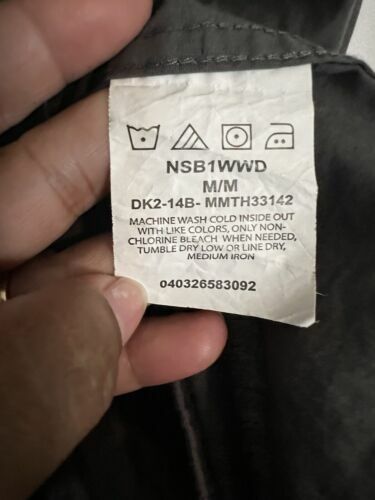 NSB1WWD
M/M
DK2-14B- MMTH33142
MACHINE WASH COLD INSIDE OUT
WITH LIKE COLORS, ONLY NON-
CHLORINE BLEACH WHEN NEEDED,
TUMBLE DRY LOW OR LINE DRY,
MEDIUM IRON
040326583092